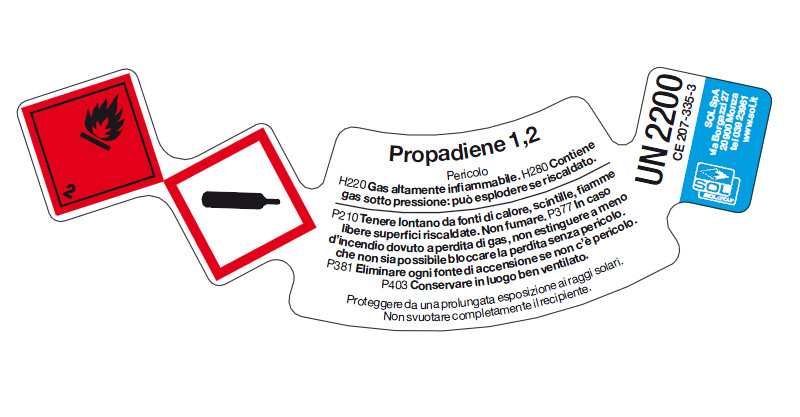 2
Propadiene 1,2
Pericolo
H220 Gas altamente infiammabile. H280 Contiene
gas sotto pressione: può esplodere se riscaldato.
P210 Tenere lontano da fonti di calore, scintille, fiamme
libere superfici riscaldate. Non fumare. P377 In caso
d'incendio dovuto a perdita di gas, non estinguere a meno
che non sia possibile bloccare la perdita senza pericolo.
P381 Eliminare ogni fonte di accensione se non c'è pericolo.
P403 Conservare in luogo ben ventilato.
Proteggere da una prolungata esposizione ai raggi solari.
Non svuotare completamente il recipiente.
UN 2200
CE 207-335-3
SOL SpA
via Borgazzi 27
20900 Monza
tel 039 23961
www.sol.it
SOL
SOLGROUP